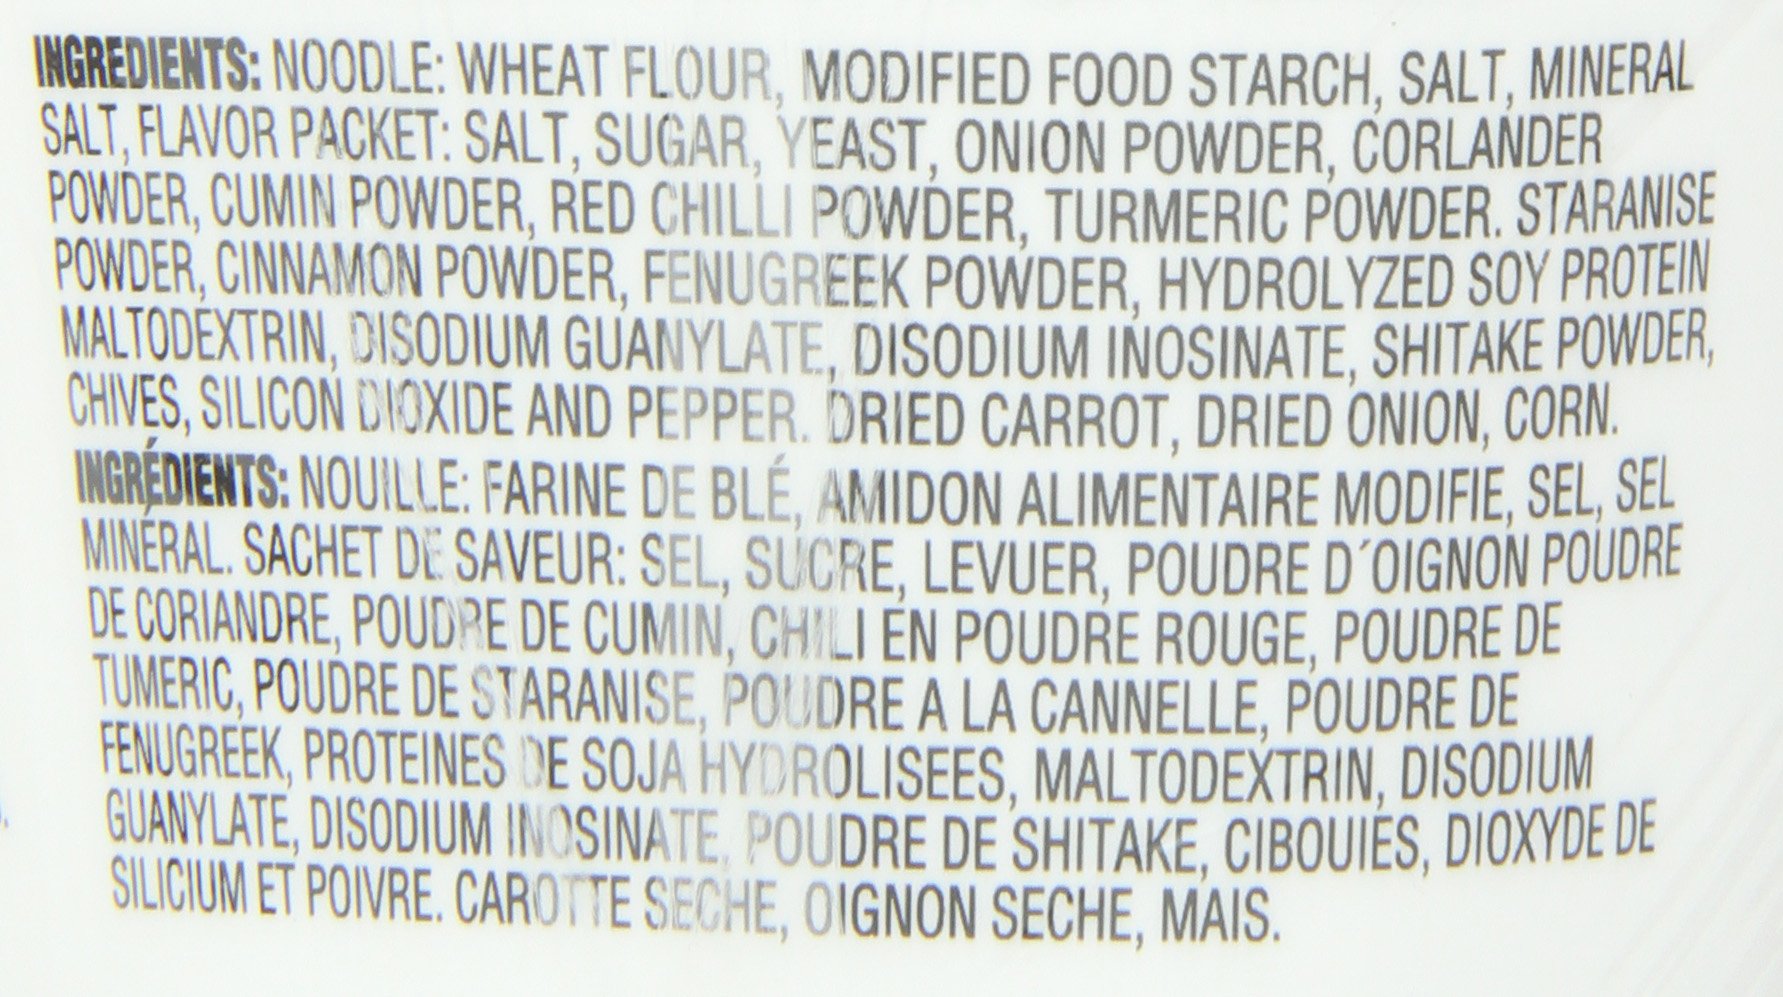 INGREDIENTS: NOODLE: WHEAT FLOUR, MODIFIED FOOD STARCH, SALT, MINERAL
SALT, FLAVOR PACKET: SALT, SUGAR, YEAST, ONION POWDER, CORLANDER
POWDER, CUMIN POWDER, RED CHILLI POWDER, TURMERIC POWDER. STARANISE
POWDER, CINNAMON POWDER, FENUGREEK POWDER, HYDROLYZED SOY PROTEIN
MALTODEXTRIN, DISODIUM GUANYLATE, DISODIUM INOSINATE, SHITAKE POWDER,
CHIVES, SILICON DIOXIDE AND PEPPER. DRIED CARROT, DRIED ONION, CORN.
INGRÉDIENTS: NOUILLE: FARINE DE BLÉ, AMIDON ALIMENTAIRE MODIFIE, SEL, SEL
MINÉRAL. SACHET DE SAVEUR: SEL, SUCRE, LEVUER, POUDRE D´OIGNON POUDRE
DE CORIANDRE, POUDRE DE CUMIN, CHILI EN POUDRE ROUGE, POUDRE DE
TUMERIC, POUDRE DE STARANISE, POUDRE A LA CANNELLE, POUDRE DE
FENUGREEK, PROTEINES DE SOJA HYDROLISEES, MALTODEXTRIN, DISODIUM
GUANYLATE, DISODIUM INOSINATE, POUDRE DE SHITAKE, CIBOUIES, DIOXYDE DE
SILICIUM ET POIVRE. CAROTTE SECHE, OIGNON SECHE, MAIS.